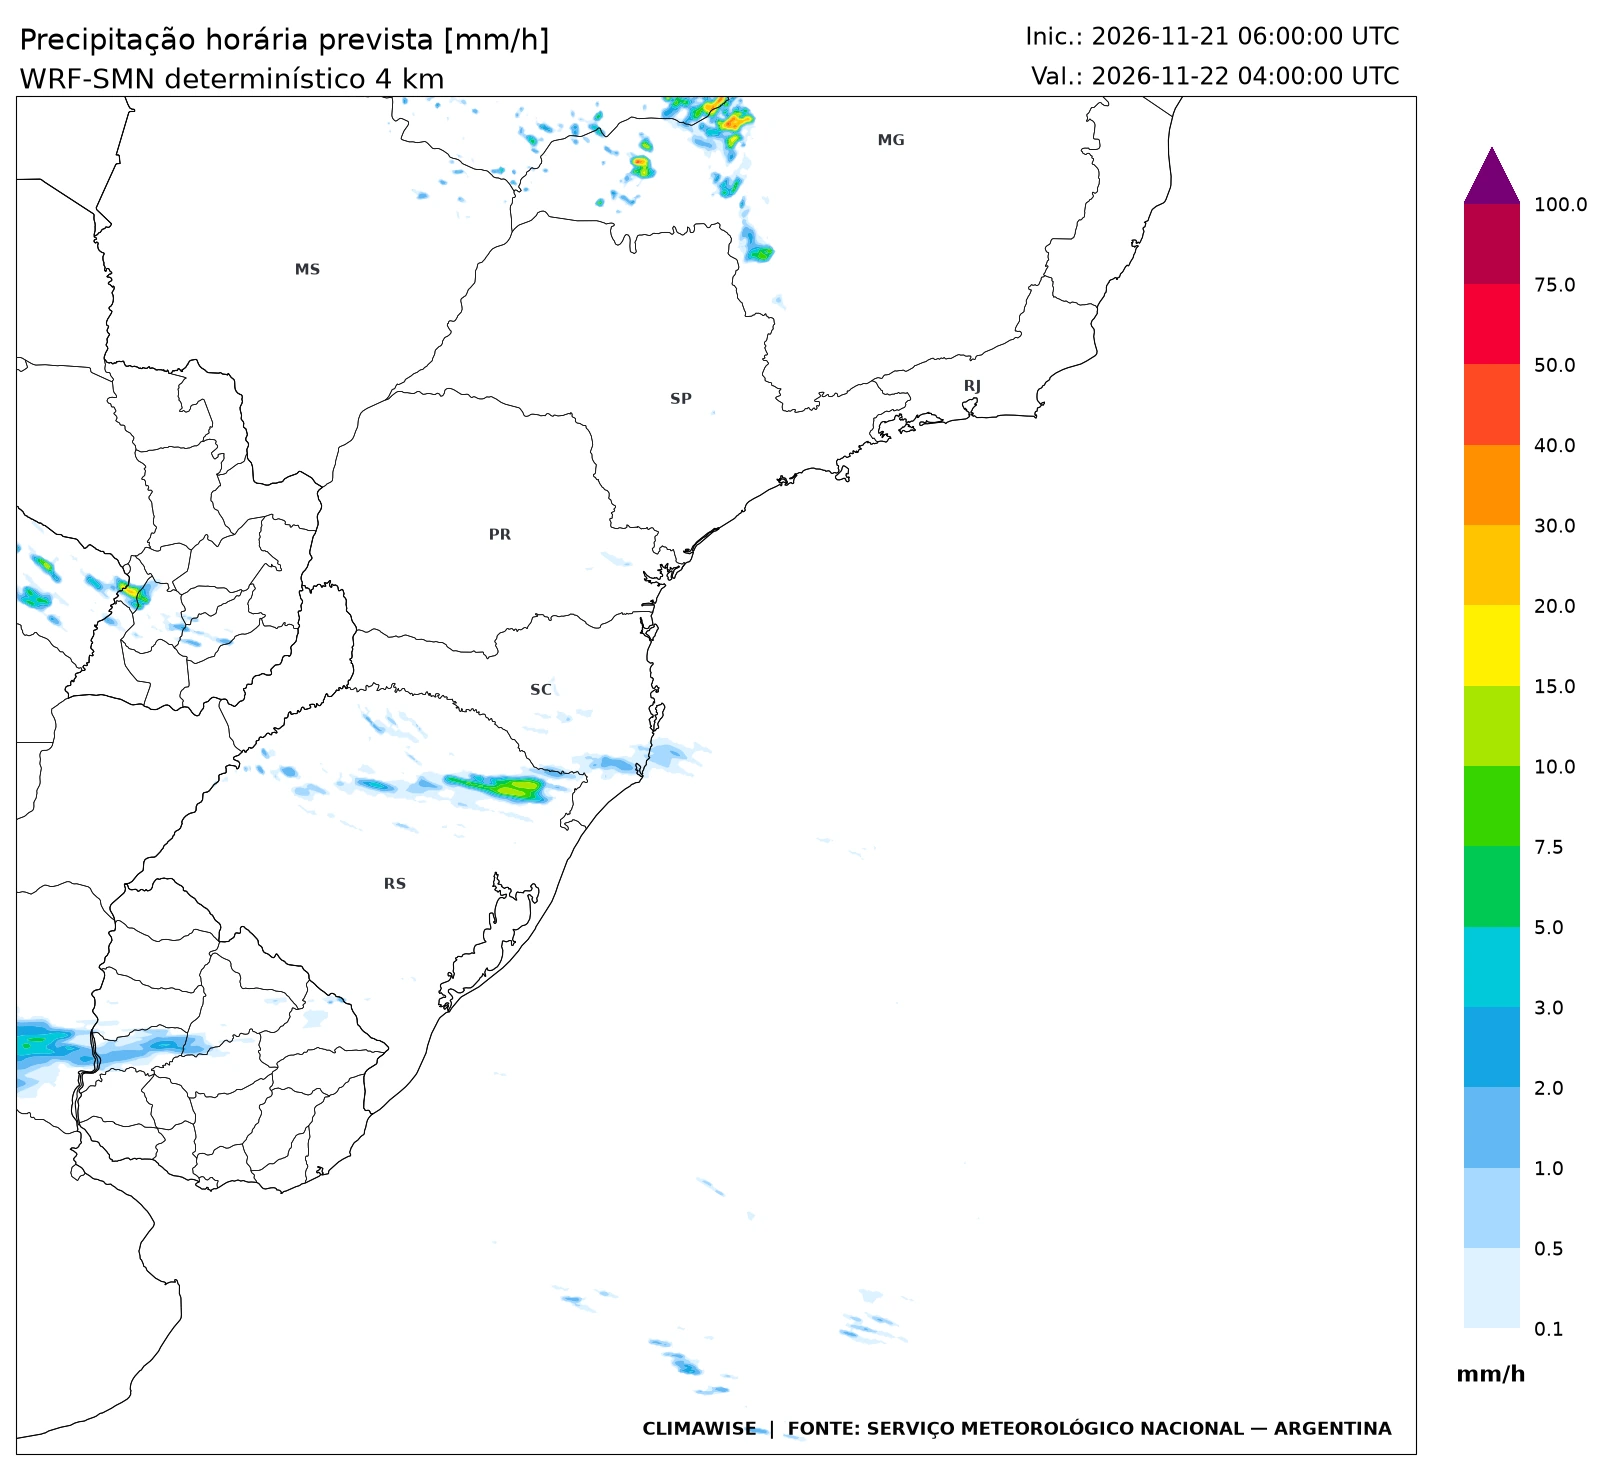 Precipitação horária prevista [mm/h]
WRF-SMN determinístico 4 km
Inic.: 2026-11-21 06:00:00 UTC
Val.: 2026-11-22 04:00:00 UTC
MG
MS
SP
RJ
PR
SC
RS
100.0
75.0
50.0
40.0
30.0
20.0
15.0
10.0
7.5
5.0
3.0
2.0
1.0
0.5
0.1
mm/h
CLIMAWISE | FONTE: SERVIÇO METEOROLÓGICO NACIONAL — ARGENTINA